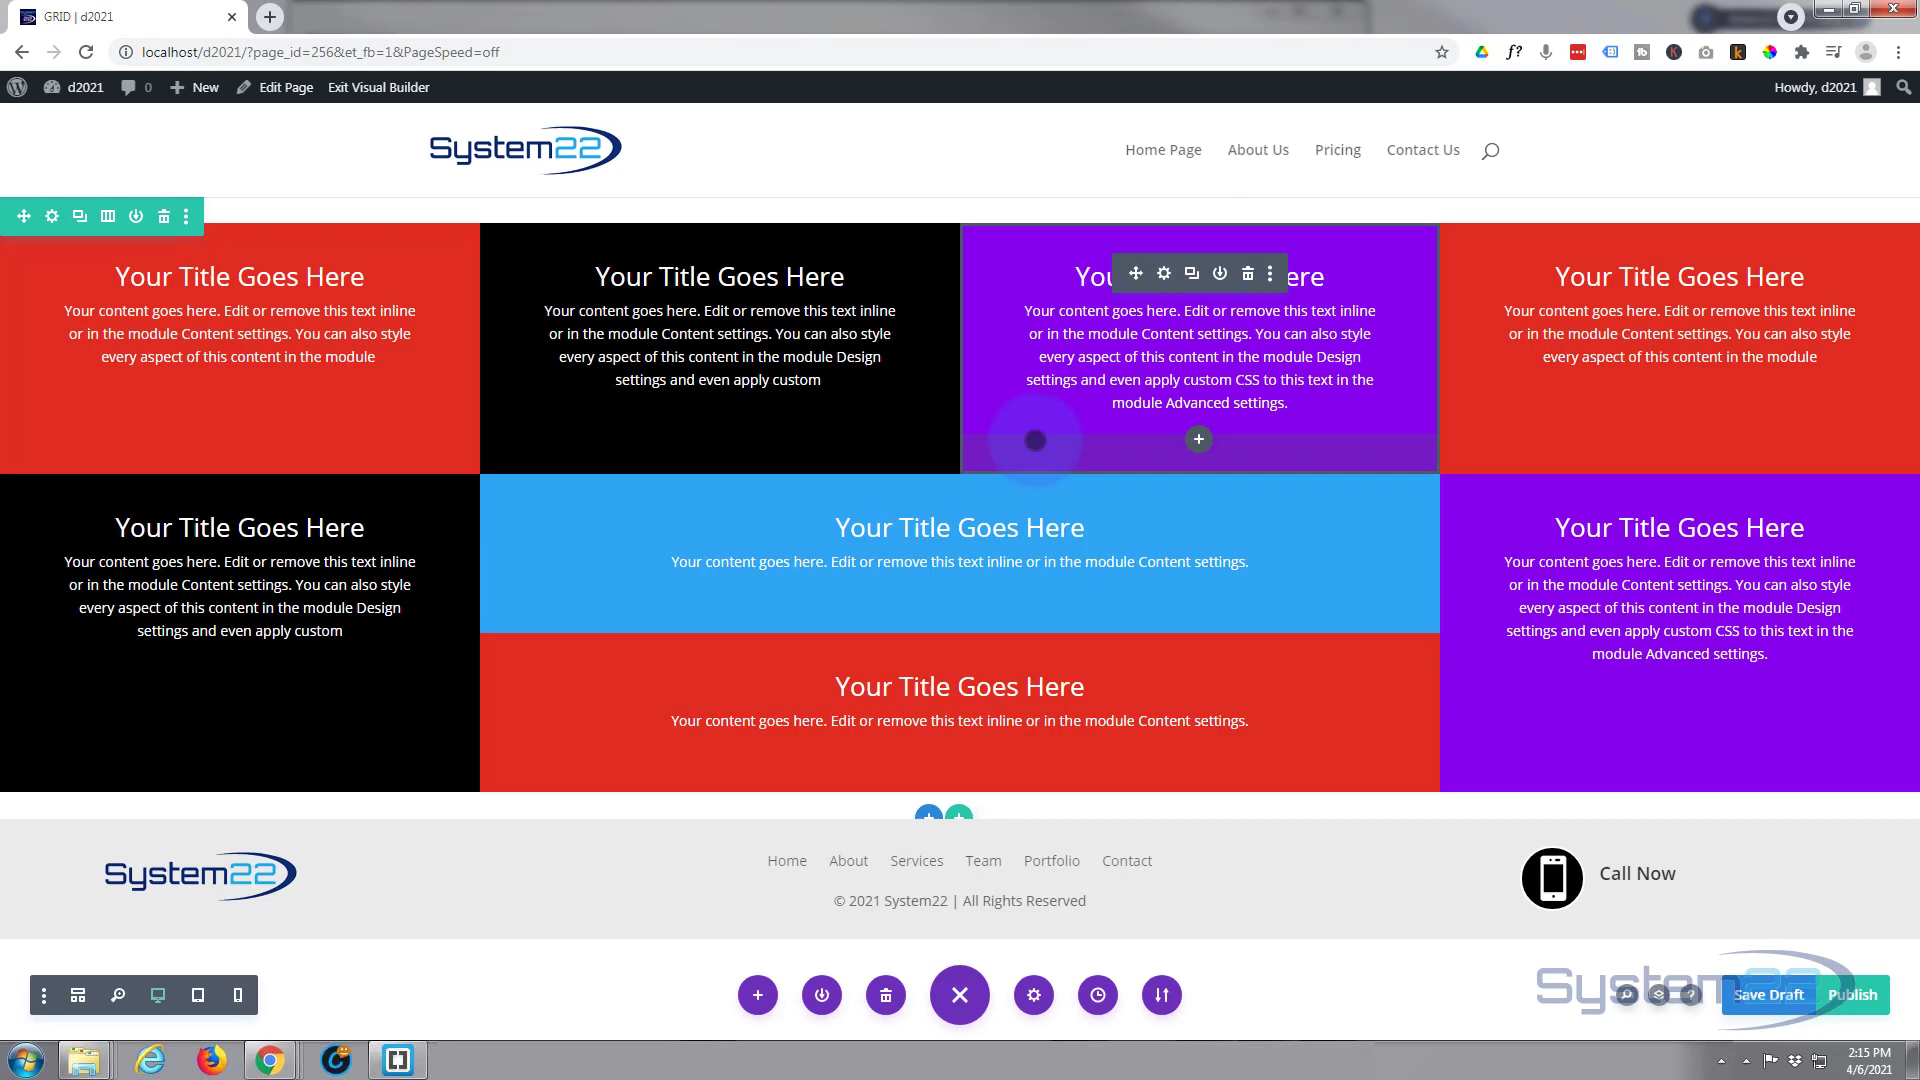 GRID | d2021
localhost/d2021/?page_id=256&et_fb=1&PageSpeed=off
d2021
0
New
Edit Page
Exit Visual Builder
Howdy, d2021
System22
Home Page
About Us
Pricing
Contact Us
Your Title Goes Here
Your content goes here. Edit or remove this text inline
or in the module Content settings. You can also style
every aspect of this content in the module
Your Title Goes Here
Your content goes here. Edit or remove this text inline
or in the module Content settings. You can also style
every aspect of this content in the module Design
settings and even apply custom
You ere
Your content goes here. Edit or remove this text inline
or in the module Content settings. You can also style
every aspect of this content in the module Design
settings and even apply custom CSS to this text in the
module Advanced settings.
Your Title Goes Here
Your content goes here. Edit or remove this text inline
or in the module Content settings. You can also style
every aspect of this content in the module
Your Title Goes Here
Your content goes here. Edit or remove this text inline
or in the module Content settings. You can also style
every aspect of this content in the module Design
settings and even apply custom
Your Title Goes Here
Your content goes here. Edit or remove this text inline or in the module Content settings.
Your Title Goes Here
Your content goes here. Edit or remove this text inline or in the module Content settings.
Your Title Goes Here
Your content goes here. Edit or remove this text inline
or in the module Content settings. You can also style
every aspect of this content in the module Design
settings and even apply custom CSS to this text in the
module Advanced settings.
System22
Home
About
Services
Team
Portfolio
Contact
© 2021 System22 | All Rights Reserved
Call Now
System22
Save Draft
Publish
2:15 PM
4/6/2021